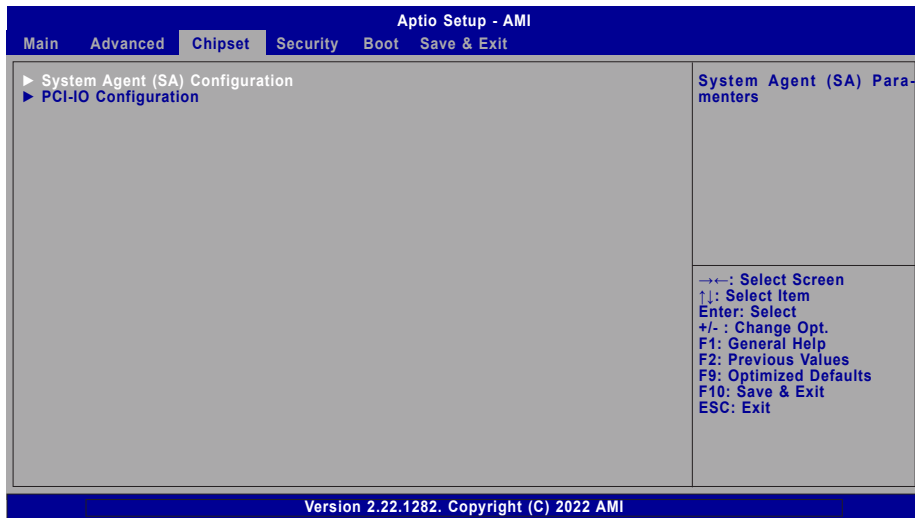 Aptio Setup - AMI
Main Advanced Chipset Security Boot Save & Exit
► System Agent (SA) Configuration
► PCI-IO Configuration
System Agent (SA) Para-
menters
→←: Select Screen
↑↓: Select Item
Enter: Select
+/- : Change Opt.
F1: General Help
F2: Previous Values
F9: Optimized Defaults
F10: Save & Exit
ESC: Exit
Version 2.22.1282. Copyright (C) 2022 AMI